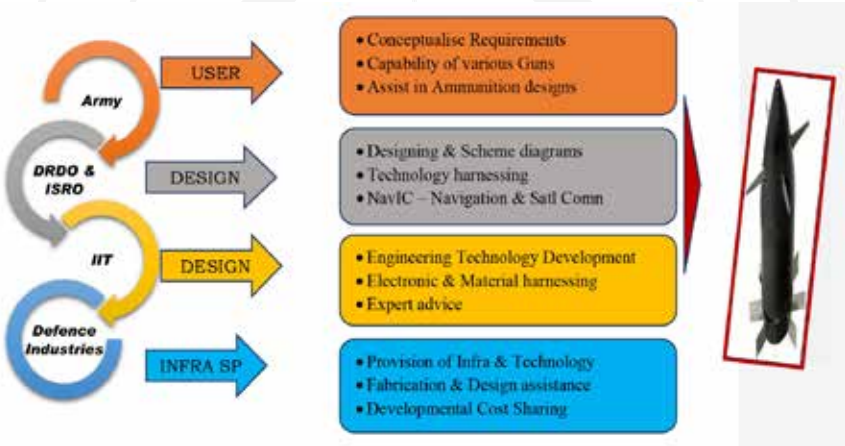 Army
USER
• Conceptualise Requirements
• Capability of various Guns
• Assist in Ammunition designs
DRDO &
ISRO
DESIGN
• Designing & Scheme diagrams
• Technology harnessing
• NavIC – Navigation & Satl Comn
IIT
DESIGN
• Engineering Technology Development
• Electronic & Material harnessing
• Expert advice
Defence
Industries
INFRA SP
• Provision of Infra & Technology
• Fabrication & Design assistance
• Developmental Cost Sharing